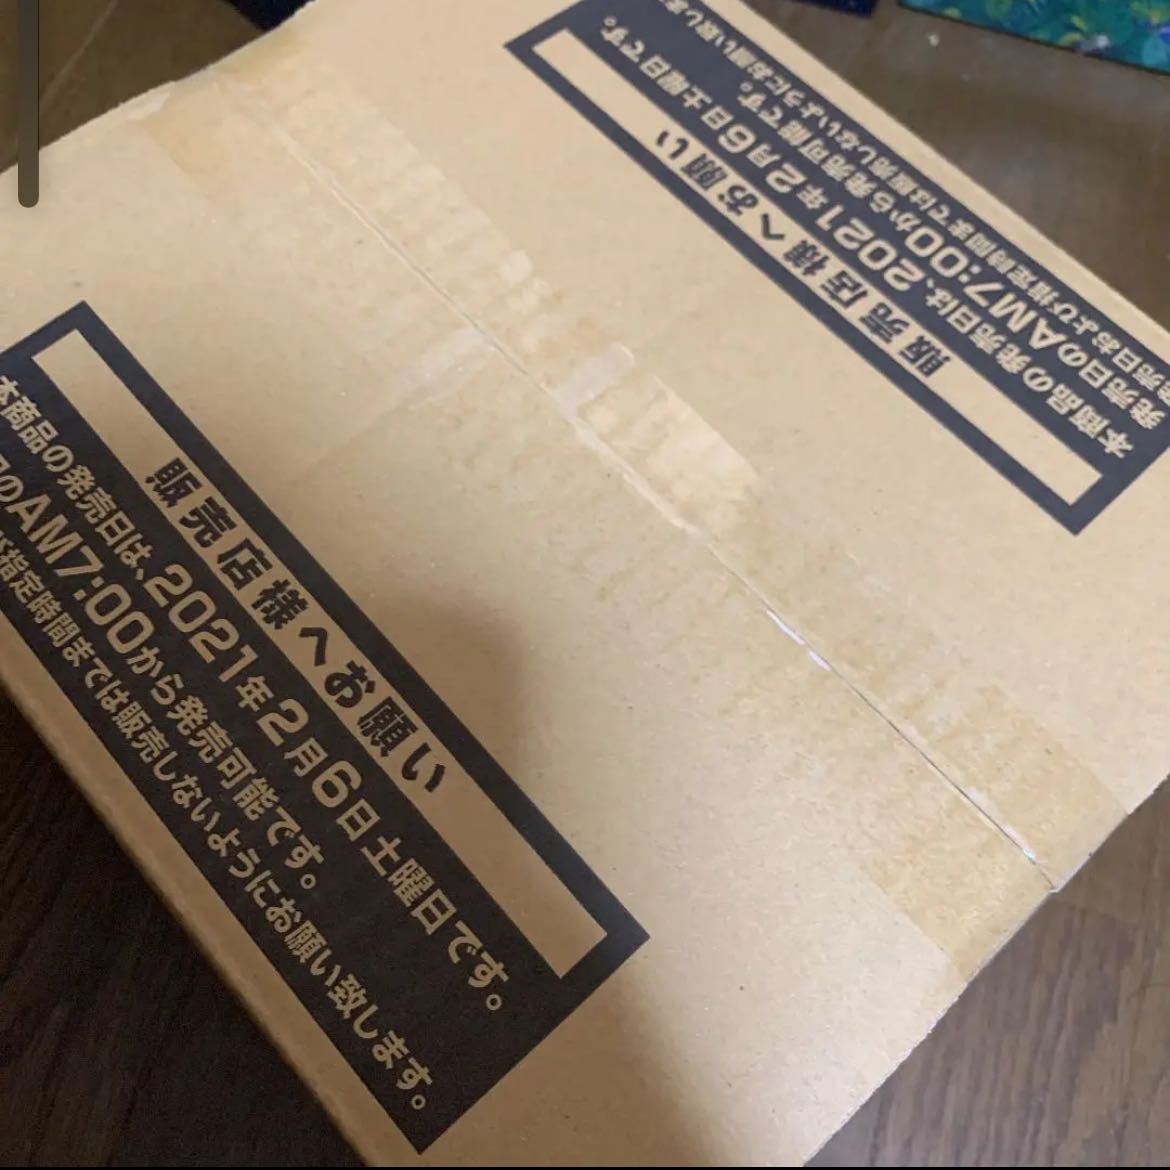 販売店様へお願い
本商品の発売日は、2021年2月6日土曜日です。
日のAM7:00から発売可能です。
び指定時間までは販売しないようにお願い致します。
販売店様へお願い
本商品の発売日は、2021年2月6日土曜日です。
発売日のAM7:00から発売可能です。
発売日および指定時間までは販売しないようにお願い致しま